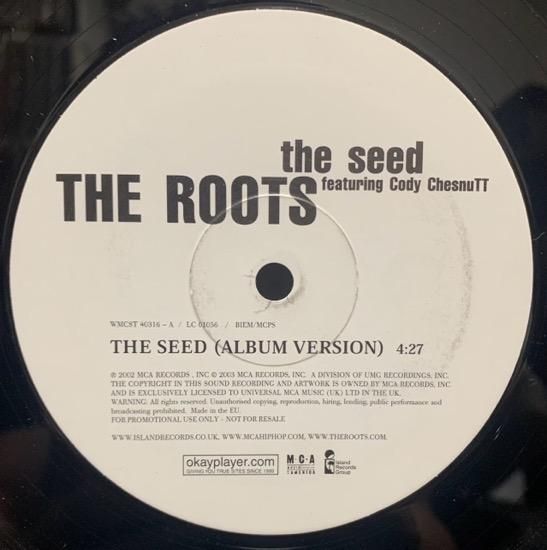 the seed
THE ROOTS featuring Cody ChesnuTT
WMCST 40316 – A / LC 01056 / BIEM/MCPS
THE SEED (ALBUM VERSION) 4:27
℗ 2002 MCA RECORDS , INC © 2003 MCA RECORDS, INC. A DIVISION OF UMG RECORDINGS, INC.
THE COPYRIGHT IN THIS SOUND RECORDING AND ARTWORK IS OWNED BY MCA RECORDS, INC
AND IS EXCLUSIVELY LICENSED TO UNIVERSAL MCA MUSIC (UK) LTD IN THE UK.
WARNING: All rights reserved. Unauthorised copying, reproduction, hiring, lending, public performance and
broadcasting prohibited. Made in the EU.
FOR PROMOTIONAL USE ONLY – NOT FOR RESALE
WWW.ISLANDRECORDS.CO.UK, WWW.MCAHIPHOP.COM, WWW.THEROOTS.COM.
okayplayer.com
GIVING YOU TRUE SITES SINCE 1999
M·C·A
MUSIC
AMERICA
Island
Records
Group